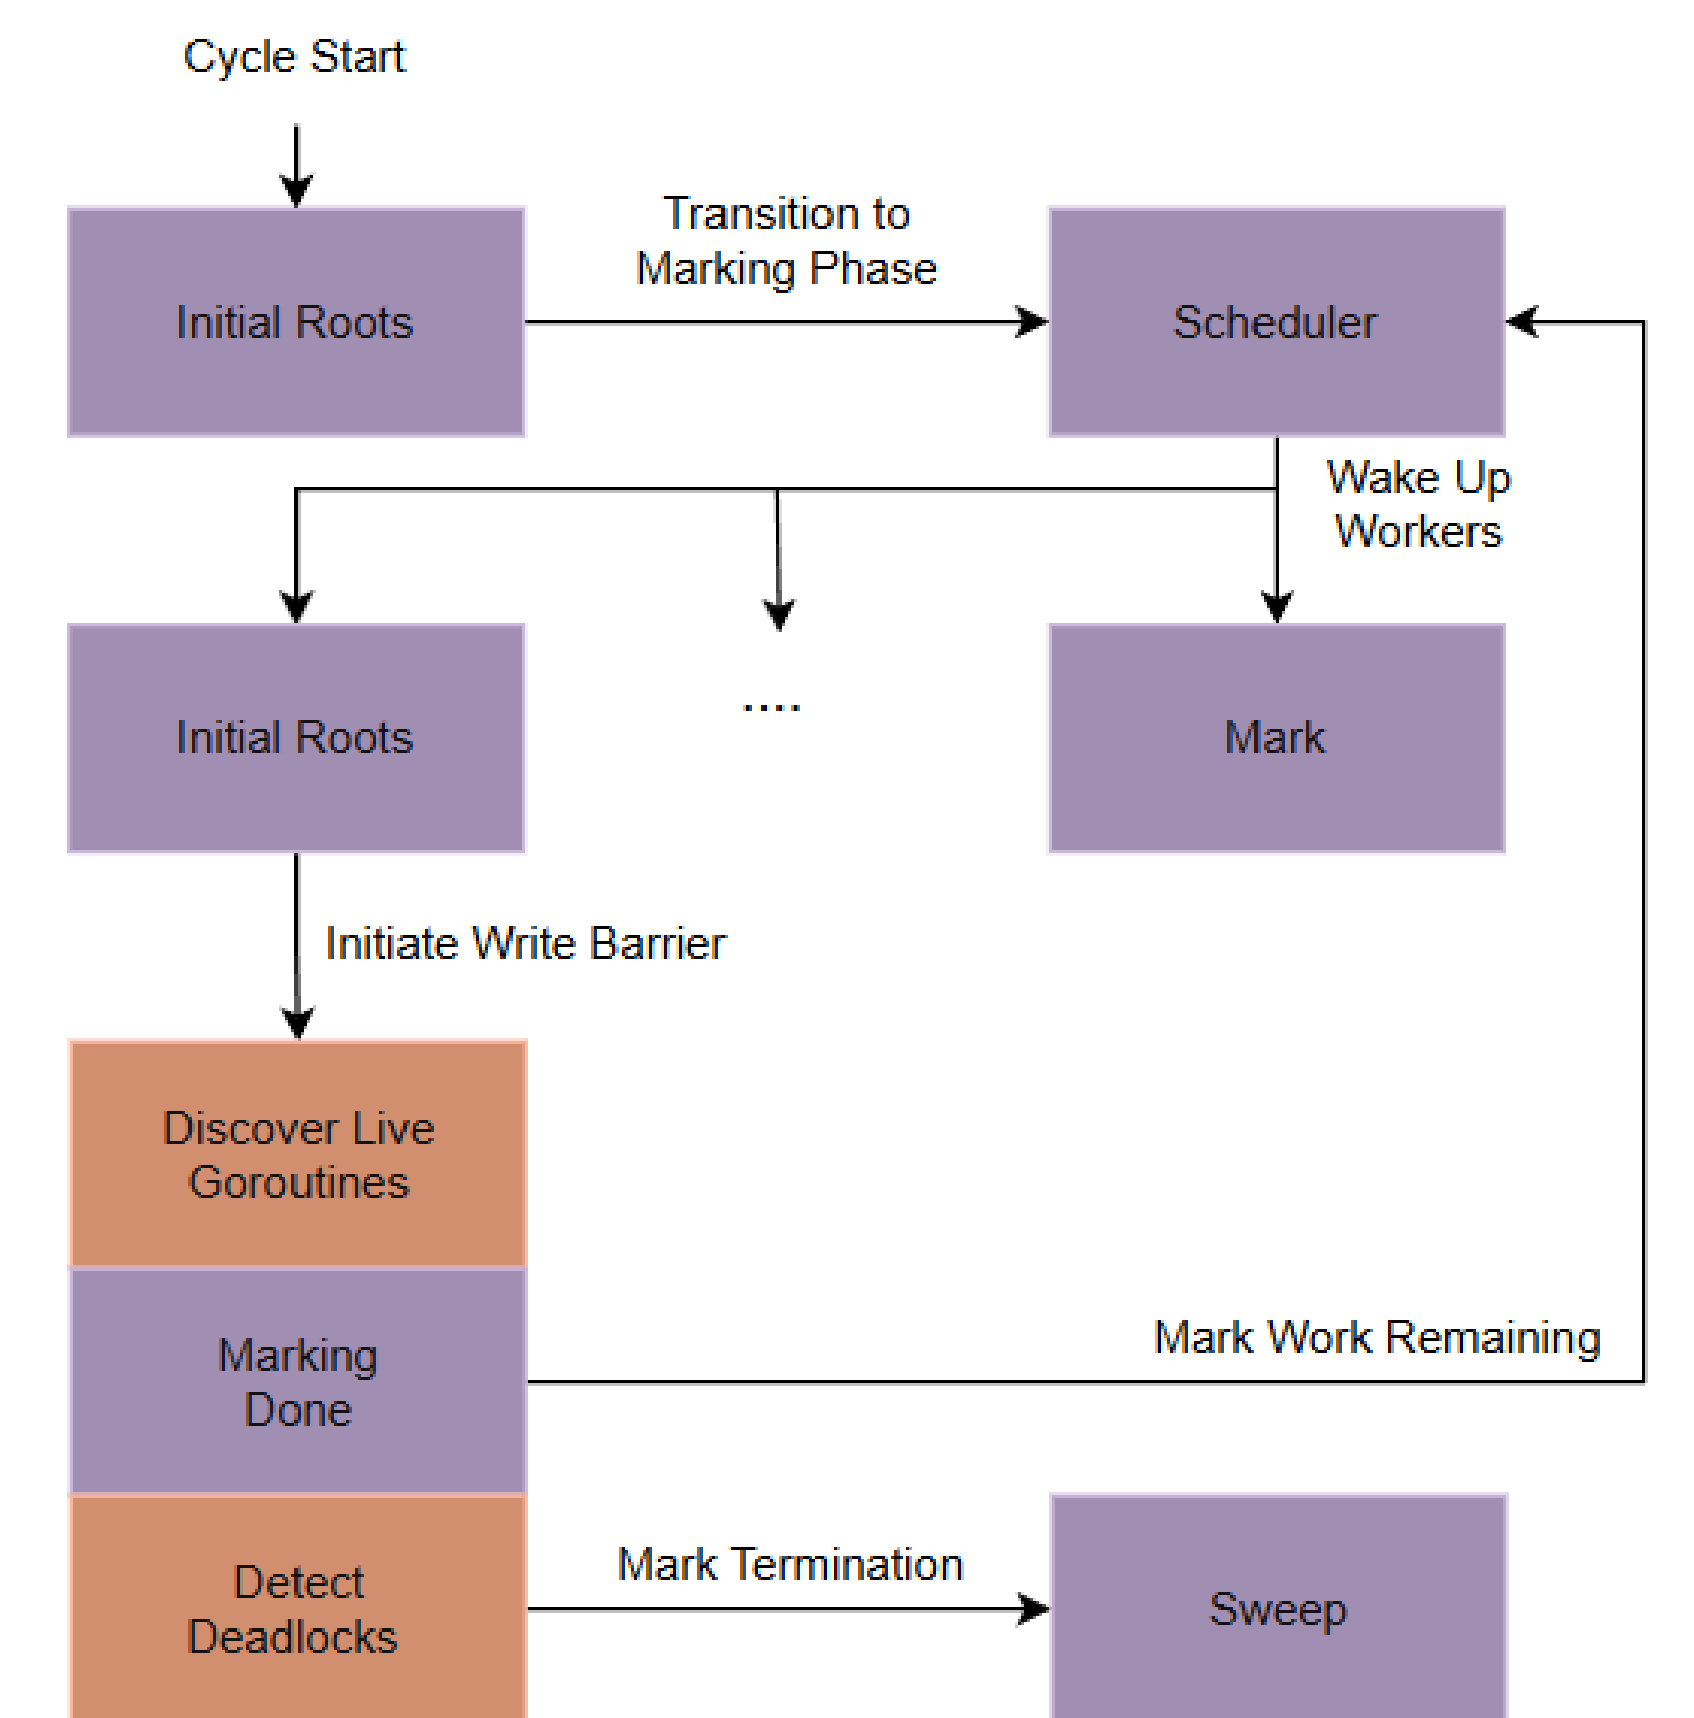 Cycle Start
Transition to
Marking Phase
Initial Roots
Scheduler
Wake Up
Workers
Initial Roots
....
Mark
Initiate Write Barrier
Discover Live
Goroutines
Marking
Done
Mark Work Remaining
Detect
Deadlocks
Mark Termination
Sweep